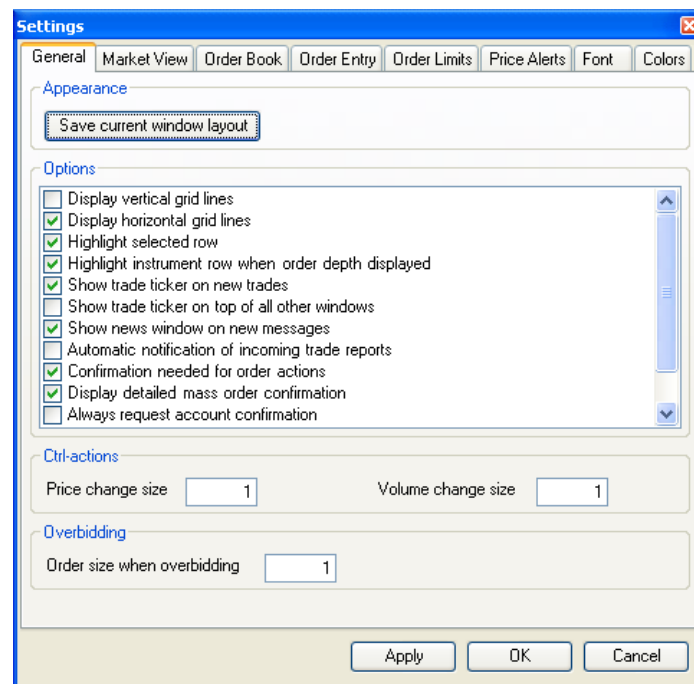 Settings
General Market View Order Book Order Entry Order Limits Price Alerts Font Colors
Appearance
Save current window layout
Options
Display vertical grid lines
Display horizontal grid lines
Highlight selected row
Highlight instrument row when order depth displayed
Show trade ticker on new trades
Show trade ticker on top of all other windows
Show news window on new messages
Automatic notification of incoming trade reports
Confirmation needed for order actions
Display detailed mass order confirmation
Always request account confirmation
Ctrl-actions
Price change size 1 Volume change size 1
Overbidding
Order size when overbidding 1
Apply OK Cancel